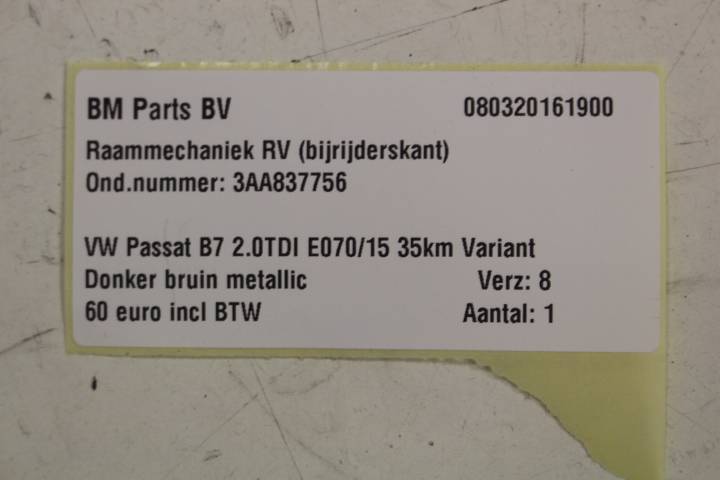 BM Parts BV 080320161900
Raammechaniek RV (bijrijderskant)
Ond.nummer: 3AA837756
VW Passat B7 2.0TDI E070/15 35km Variant
Donker bruin metallic Verz: 8
60 euro incl BTW Aantal: 1